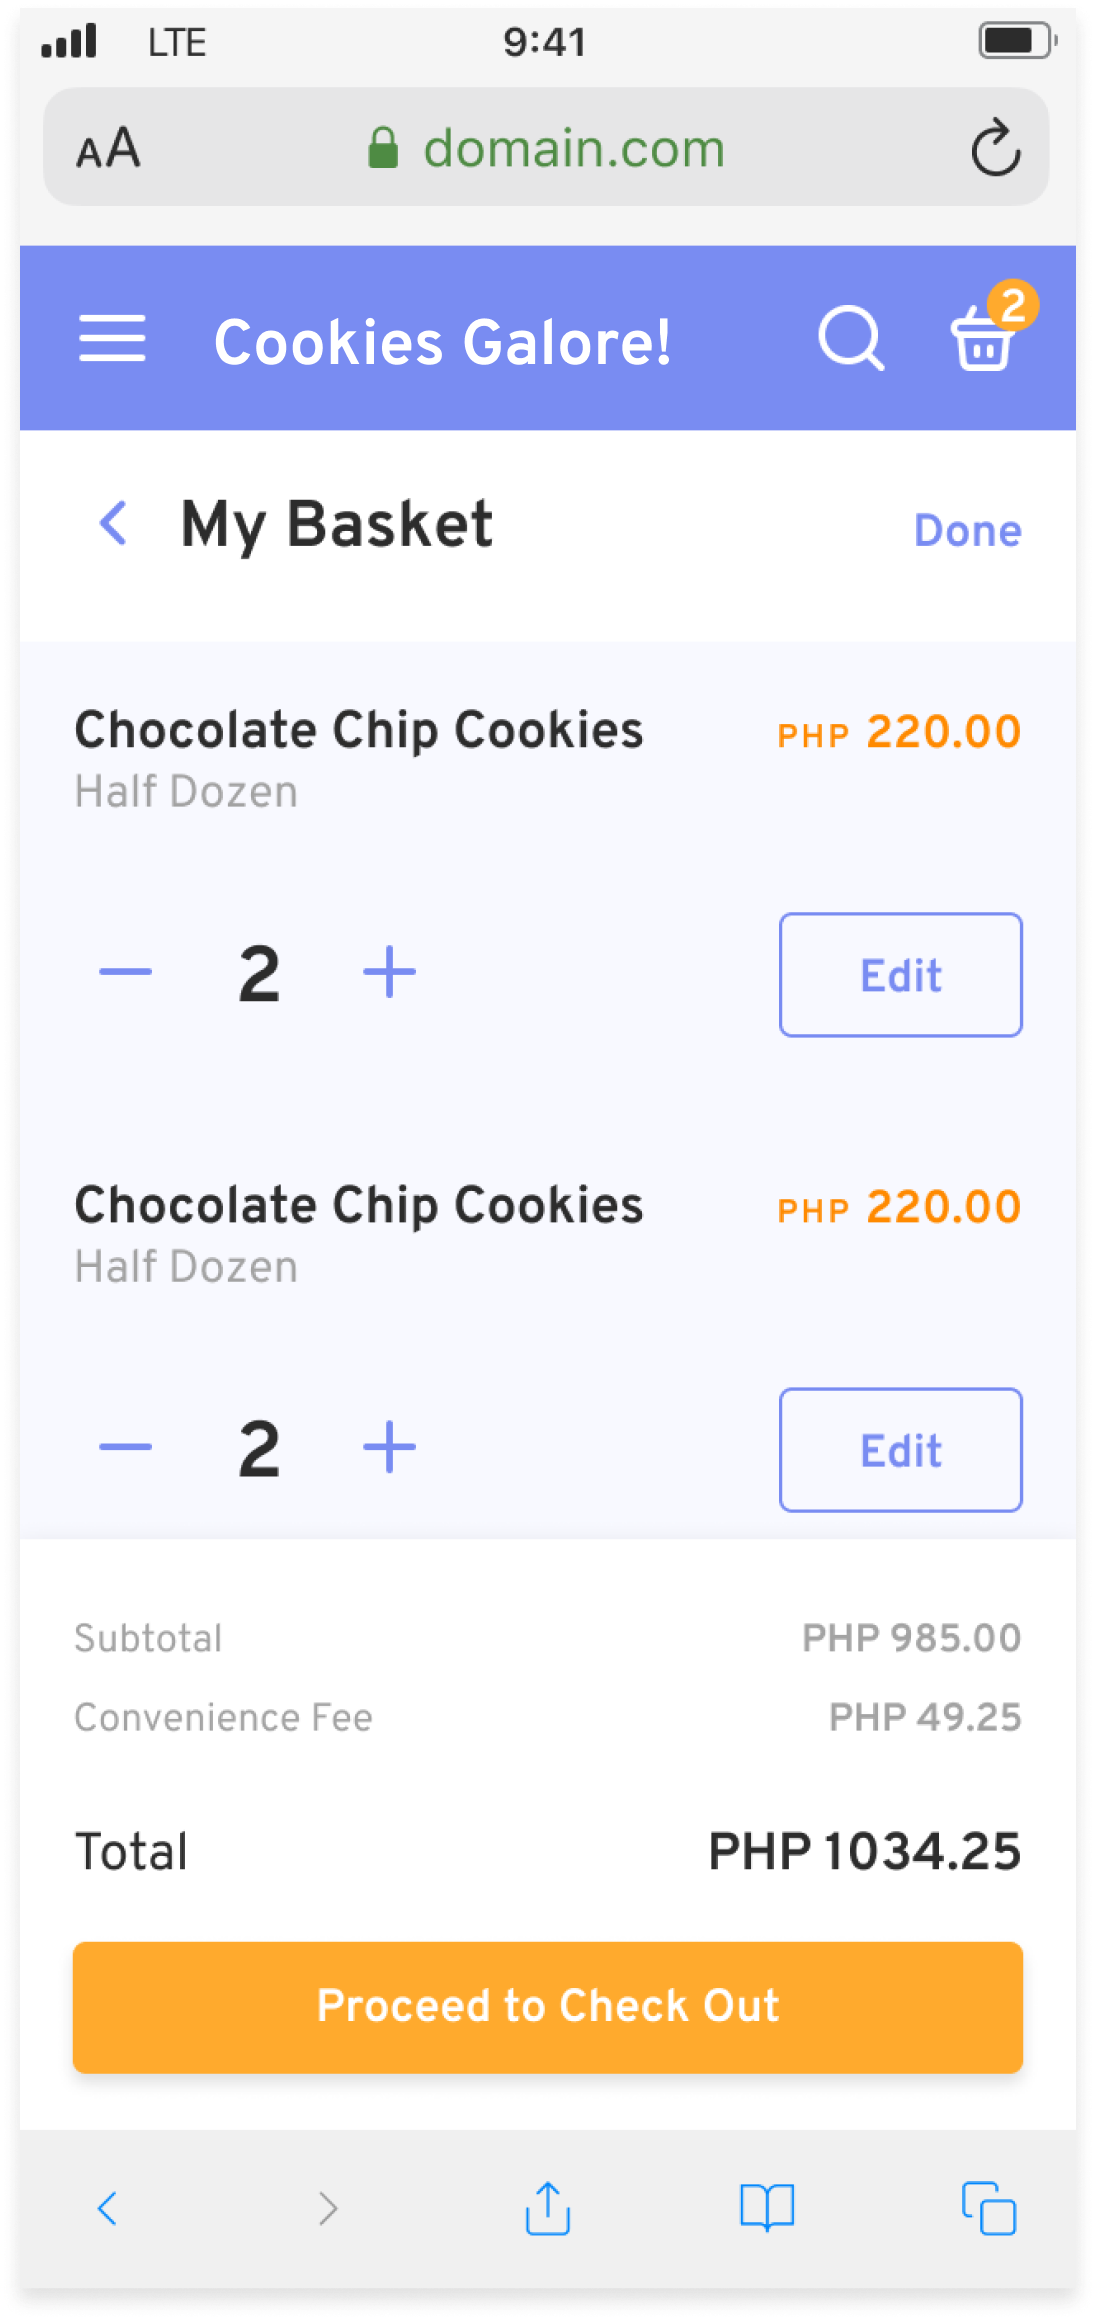 LTE 9:41
AA domain.com
Cookies Galore! 2
My Basket Done
Chocolate Chip Cookies PHP 220.00
Half Dozen
2 Edit
Chocolate Chip Cookies PHP 220.00
Half Dozen
2 Edit
Subtotal PHP 985.00
Convenience Fee PHP 49.25
Total PHP 1034.25
Proceed to Check Out